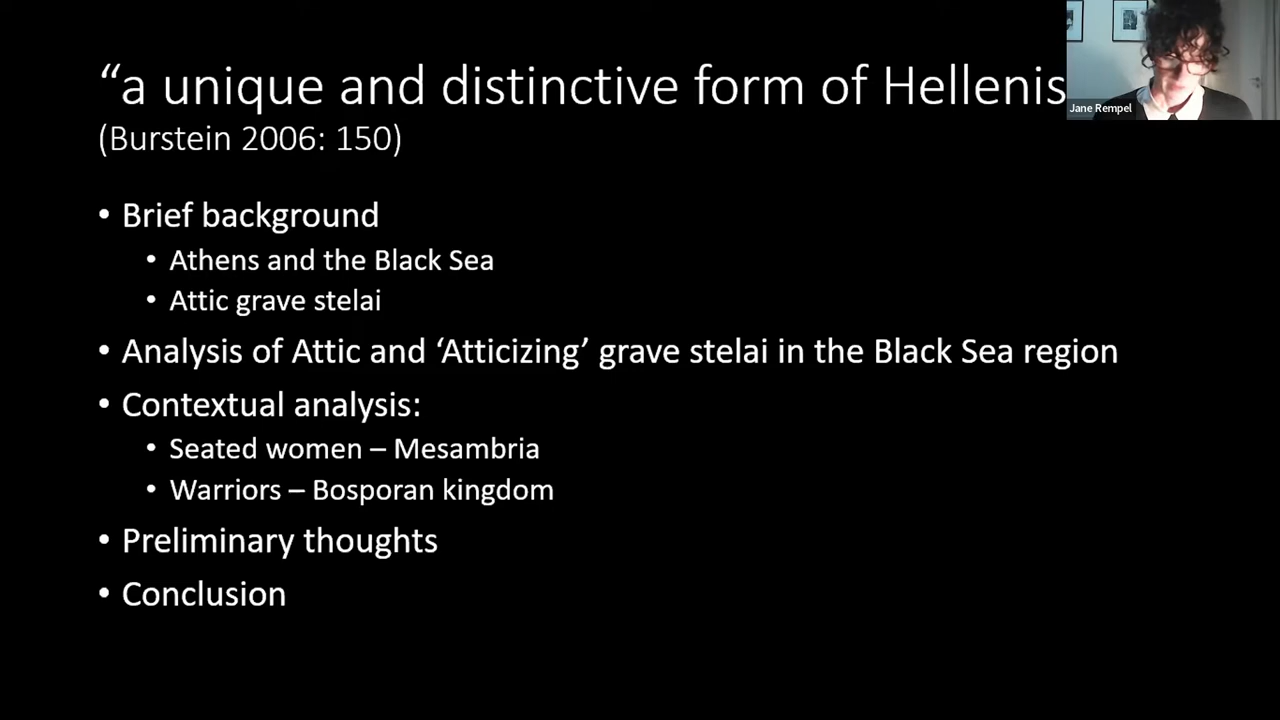 “a unique and distinctive form of Hellenis
(Burstein 2006: 150)
Jane Rempel
• Brief background
• Athens and the Black Sea
• Attic grave stelai
• Analysis of Attic and ‘Atticizing’ grave stelai in the Black Sea region
• Contextual analysis:
• Seated women – Mesambria
• Warriors – Bosporan kingdom
• Preliminary thoughts
• Conclusion